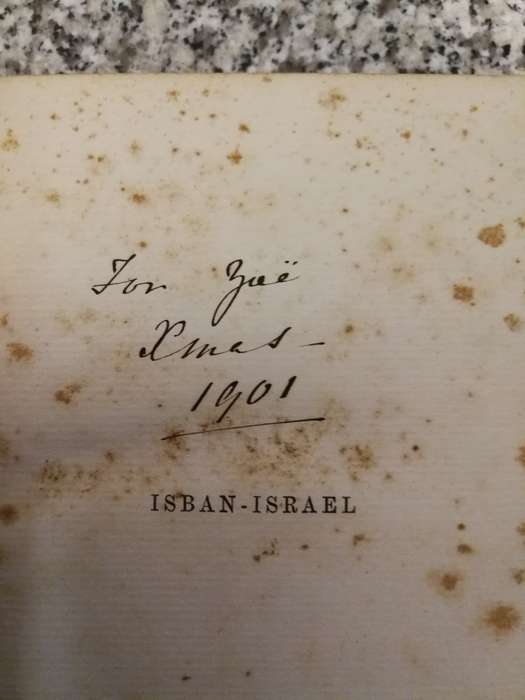 For Zoë
Xmas –
1901
ISBAN-ISRAEL